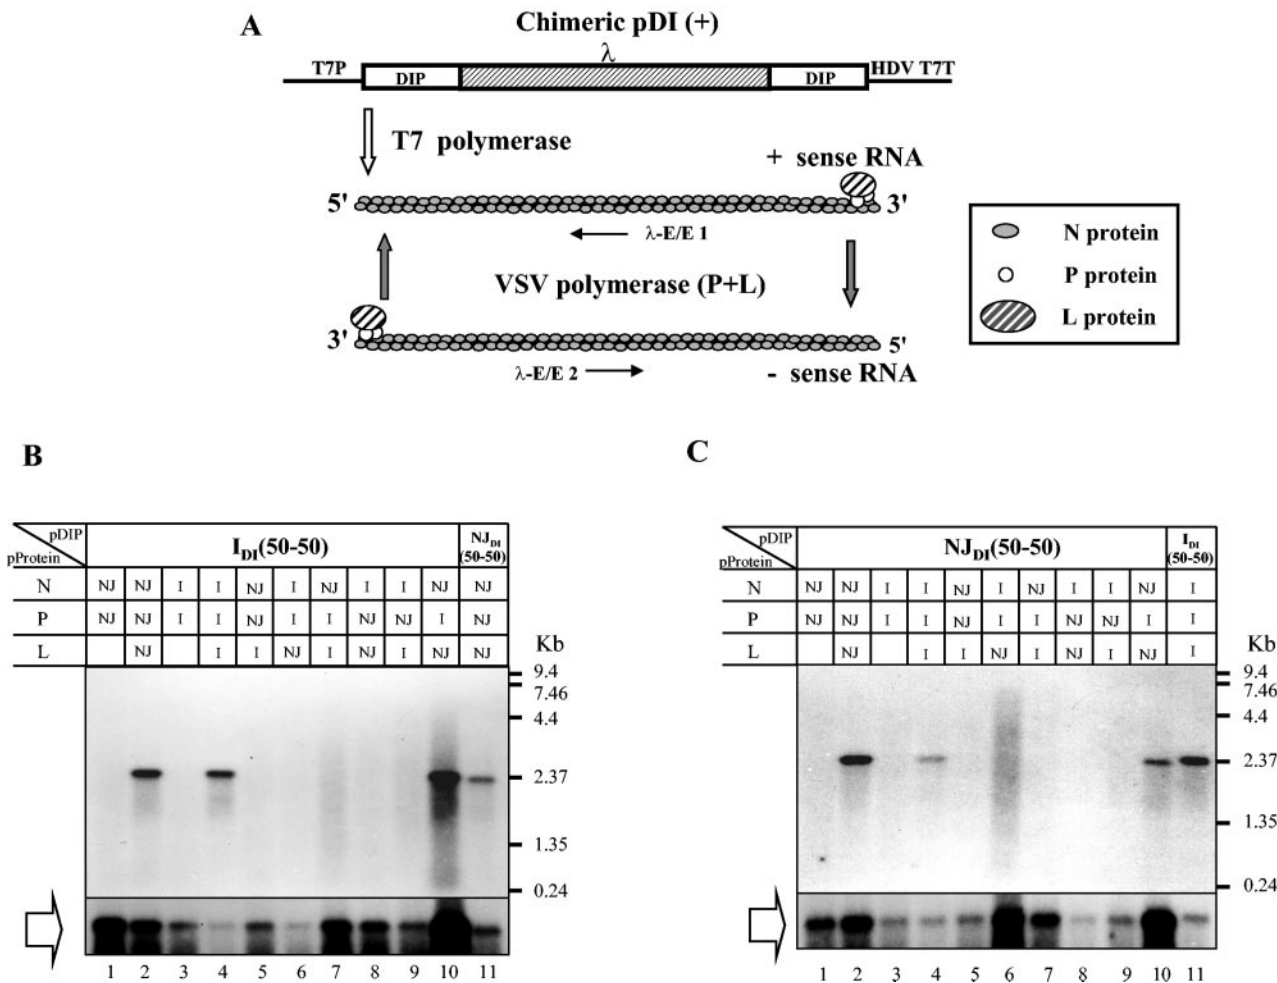 A
Chimeric pDI (+)
λ
T7P
DIP
DIP
HDV T7T
T7 polymerase
+ sense RNA
5'
3'
λ-E/E 1
VSV polymerase (P+L)
3'
5'
λ-E/E 2
- sense RNA
N protein
P protein
L protein
B
pDIP
pProtein
I_DI(50-50)
NJ_DI
(50-50)
N NJ NJ I I NJ I NJ I I NJ NJ
P NJ NJ I I NJ I I NJ NJ I NJ
L NJ I I NJ I NJ I NJ NJ
Kb
9.4
7.46
4.4
2.37
1.35
0.24
1 2 3 4 5 6 7 8 9 10 11
C
pDIP
pProtein
NJ_DI(50-50)
I_DI
(50-50)
N NJ NJ I I NJ I NJ I I NJ I
P NJ NJ I I NJ I I NJ NJ I I
L NJ I I NJ I NJ I NJ I
Kb
9.4
7.46
4.4
2.37
1.35
0.24
1 2 3 4 5 6 7 8 9 10 11